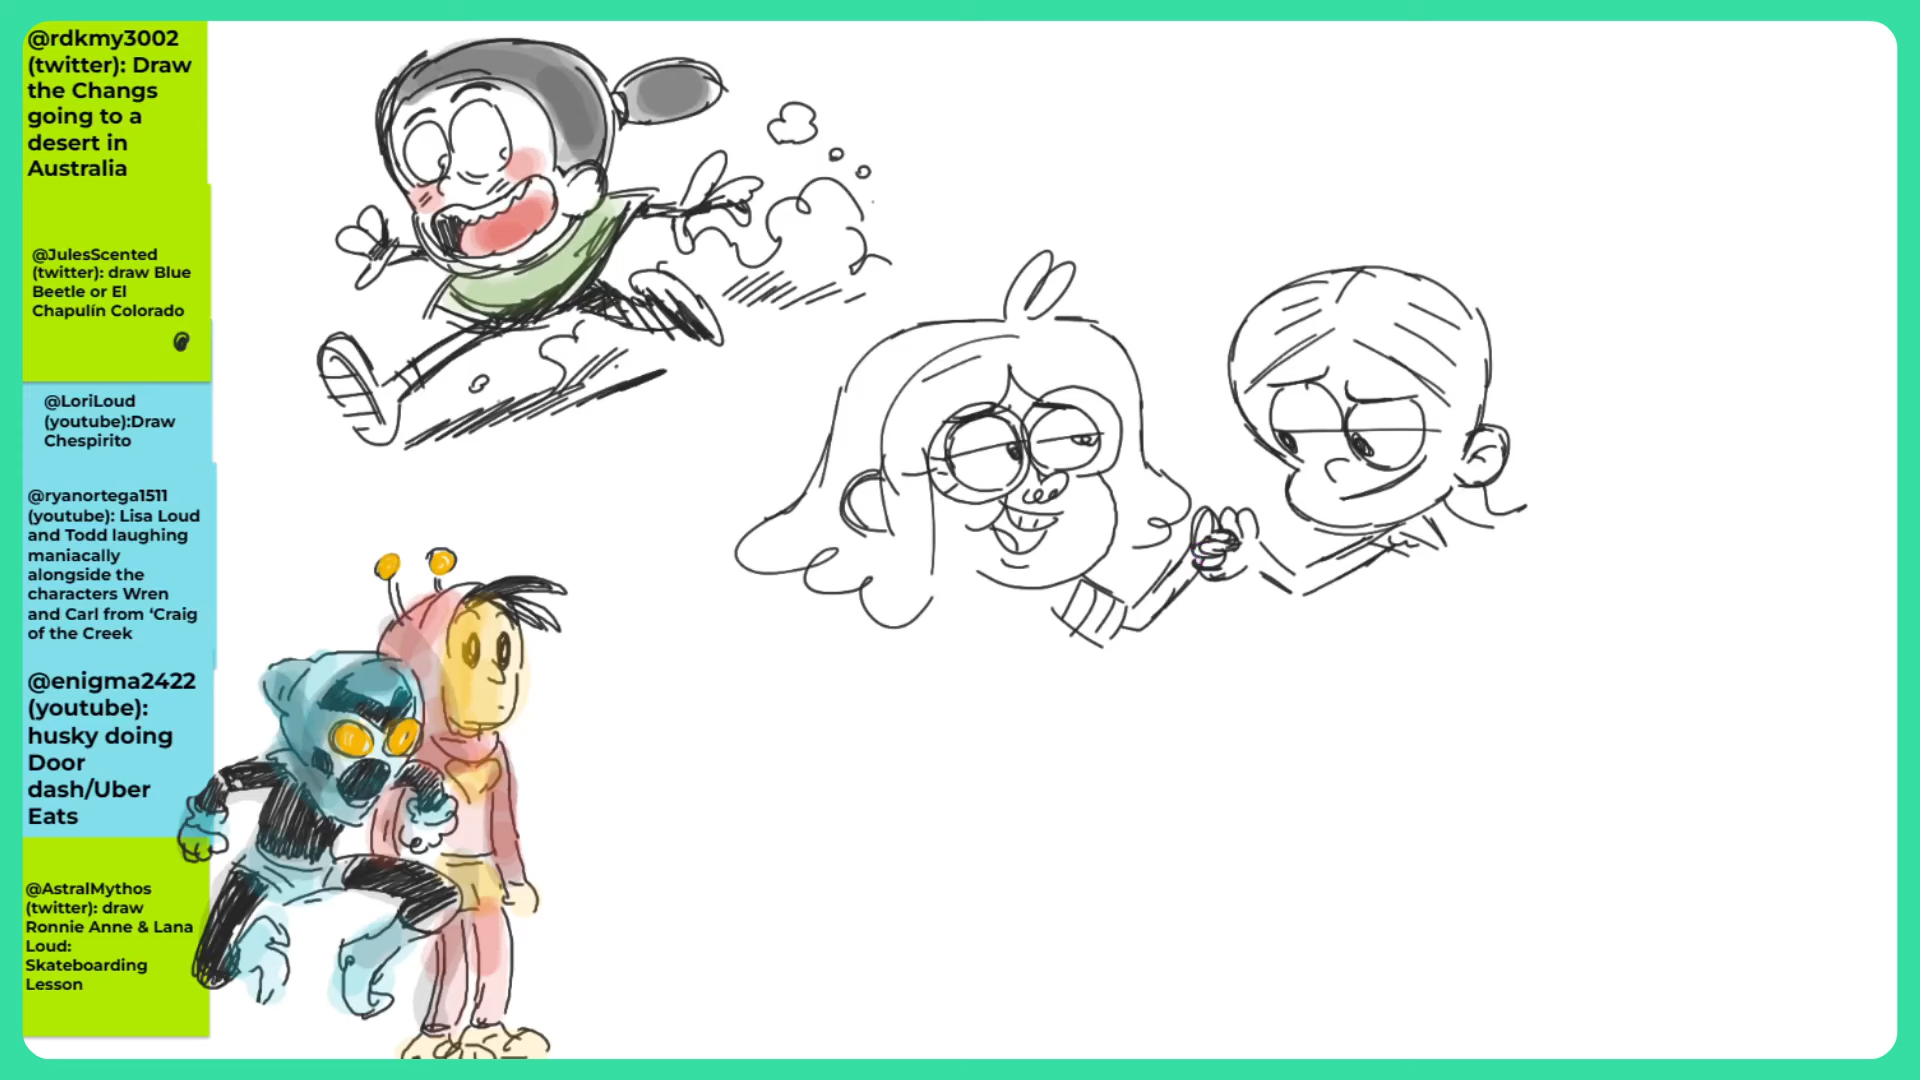 @rdkmy3002
(twitter): Draw
the Changs
going to a
desert in
Australia
@JulesScented
(twitter): draw Blue
Beetle or El
Chapulín Colorado
@LoriLoud
(youtube):Draw
Chespirito
@ryanortega1511
(youtube): Lisa Loud
and Todd laughing
maniacally
alongside the
characters Wren
and Carl from ‘Craig
of the Creek
@enigma2422
(youtube):
husky doing
Door
dash/Uber
Eats
@AstralMythos
(twitter): draw
Ronnie Anne & Lana
Loud:
Skateboarding
Lesson